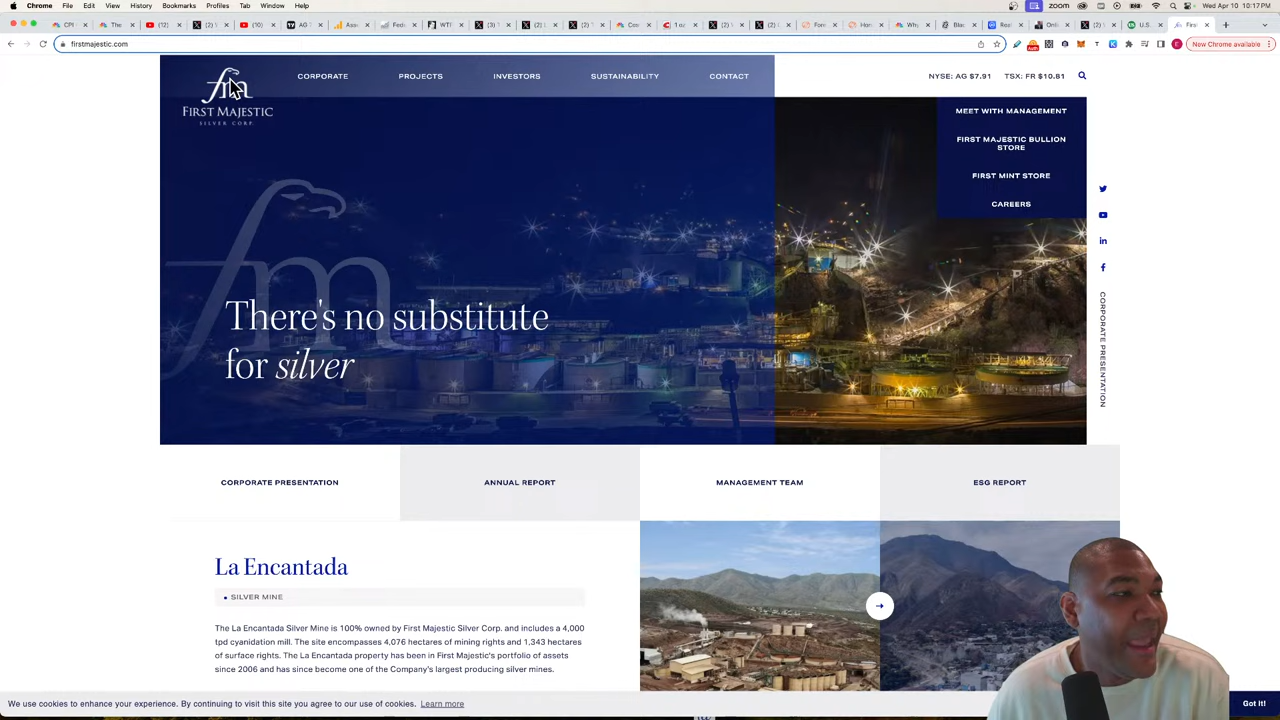 Chrome File Edit View History Bookmarks Profiles Tab Window Help
zoom Wed Apr 10 10:17 PM
firstmajestic.com
New Chrome available
FIRST MAJESTIC
SILVER CORP.
CORPORATE PROJECTS INVESTORS SUSTAINABILITY CONTACT
NYSE: AG $7.91 TSX: FR $10.81
MEET WITH MANAGEMENT
FIRST MAJESTIC BULLION
STORE
FIRST MINT STORE
CAREERS
CORPORATE PRESENTATION
There's no substitute
for silver
CORPORATE PRESENTATION ANNUAL REPORT MANAGEMENT TEAM ESG REPORT
La Encantada
SILVER MINE
The La Encantada Silver Mine is 100% owned by First Majestic Silver Corp. and includes a 4,000
tpd cyanidation mill. The site encompasses 4,076 hectares of mining rights and 1,343 hectares
of surface rights. The La Encantada property has been in First Majestic's portfolio of assets
since 2006 and has since become one of the Company's largest producing silver mines.
We use cookies to enhance your experience. By continuing to visit this site you agree to our use of cookies. Learn more
Got it!